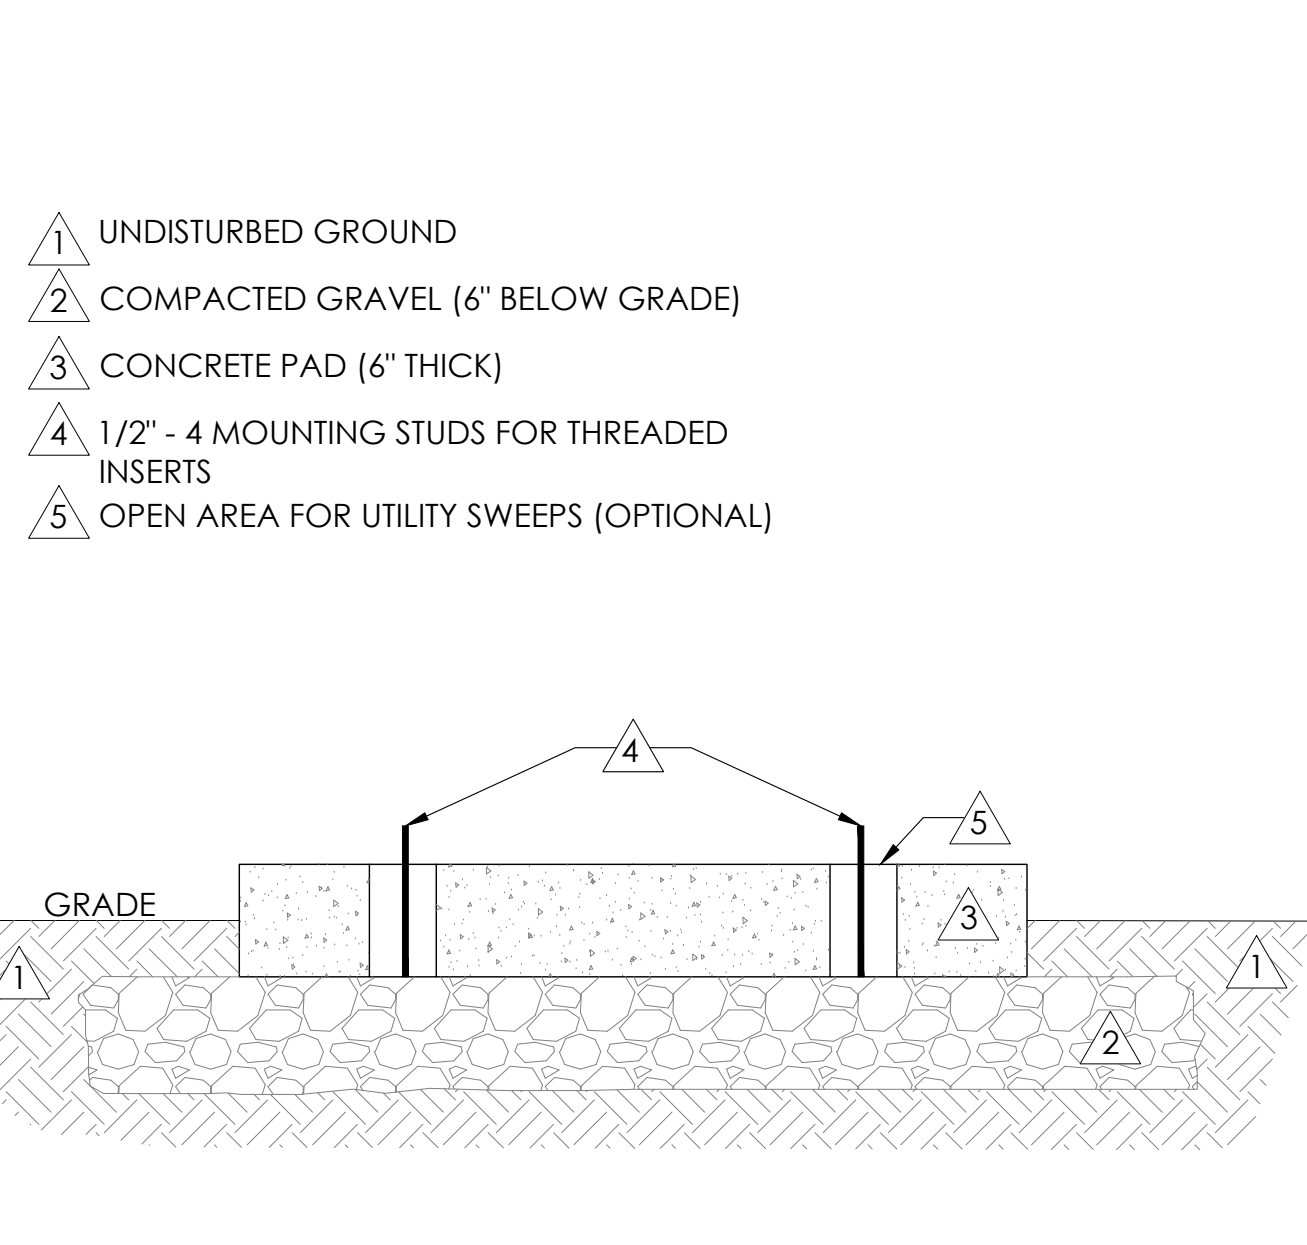 1 UNDISTURBED GROUND
2 COMPACTED GRAVEL (6" BELOW GRADE)
3 CONCRETE PAD (6" THICK)
4 1/2" - 4 MOUNTING STUDS FOR THREADED
INSERTS
5 OPEN AREA FOR UTILITY SWEEPS (OPTIONAL)
4
5
GRADE
3
1
1
2